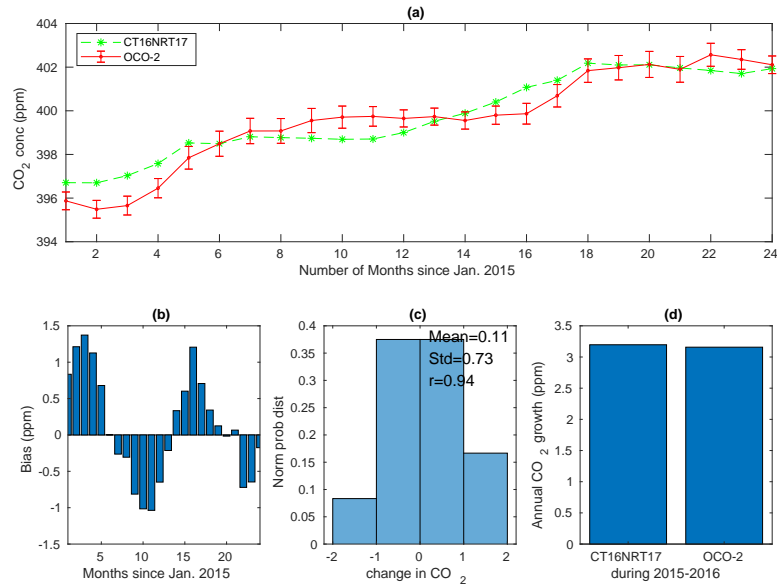 (a)
404
402
400
398
396
394
CO2 conc (ppm)
CT16NRT17
OCO-2
2 4 6 8 10 12 14 16 18 20 22 24
Number of Months since Jan. 2015
(b)
1.5
1
0.5
0
-0.5
-1
-1.5
Bias (ppm)
5 10 15 20
Months since Jan. 2015
(c)
0.4
0.35
0.3
0.25
0.2
0.15
0.1
0.05
0
Norm prob dist
Mean=0.11
Std=0.73
r=0.94
-2 -1 0 1 2
change in CO2
(d)
3.5
3
2.5
2
1.5
1
0.5
0
Annual CO2 growth (ppm)
CT16NRT17 OCO-2
during 2015-2016